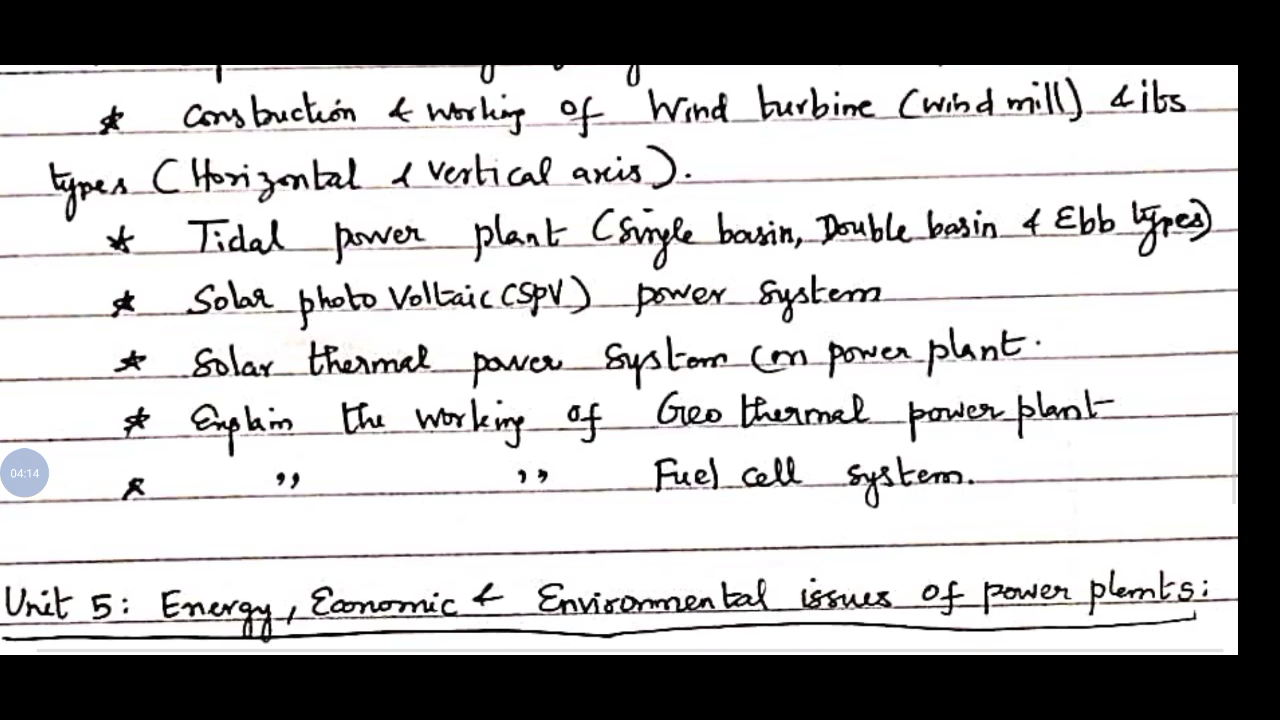 * Construction & working of Wind turbine (wind mill) & its
types (Horizontal & Vertical axis).
* Tidal power plant (Single basin, Double basin & Ebb types)
* Solar photo Voltaic (SPV) power system
* Solar thermal power system (or) power plant.
* Explain the working of Geo thermal power plant
* ,, ,, Fuel cell system.
04:14
Unit 5: Energy, Economic & Environmental issues of power plants: